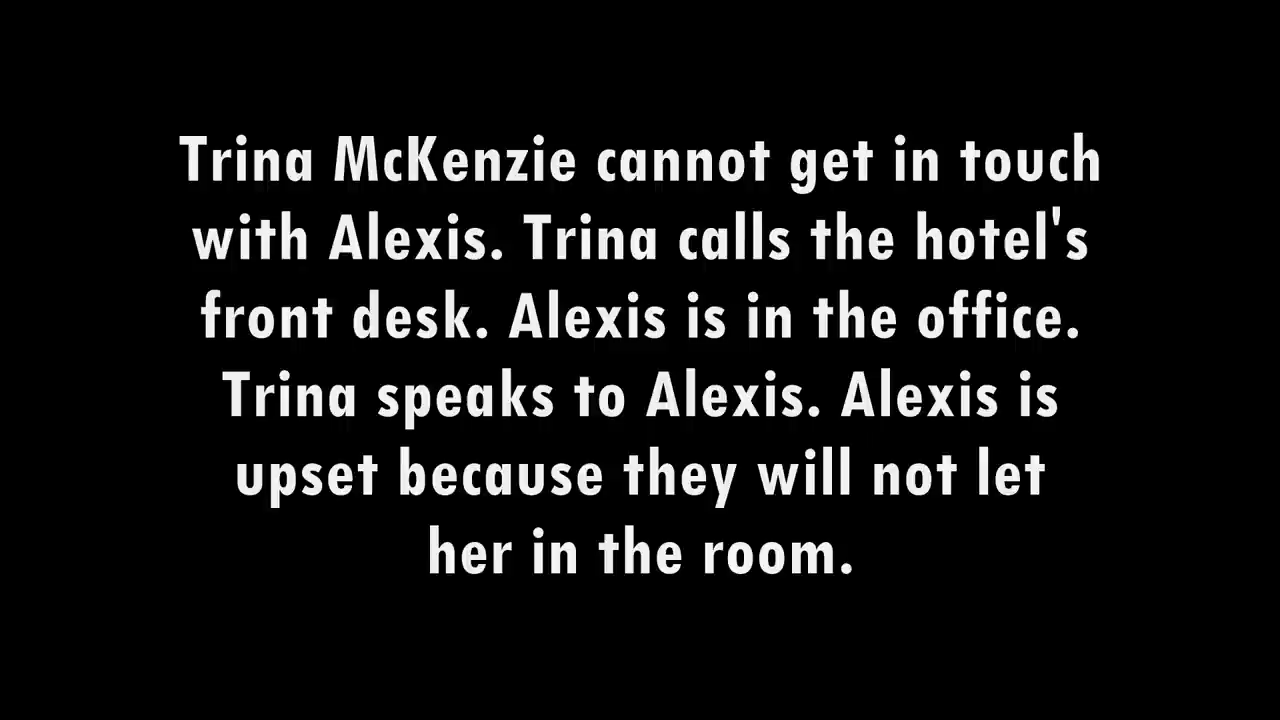 Trina McKenzie cannot get in touch
with Alexis. Trina calls the hotel's
front desk. Alexis is in the office.
Trina speaks to Alexis. Alexis is
upset because they will not let
her in the room.